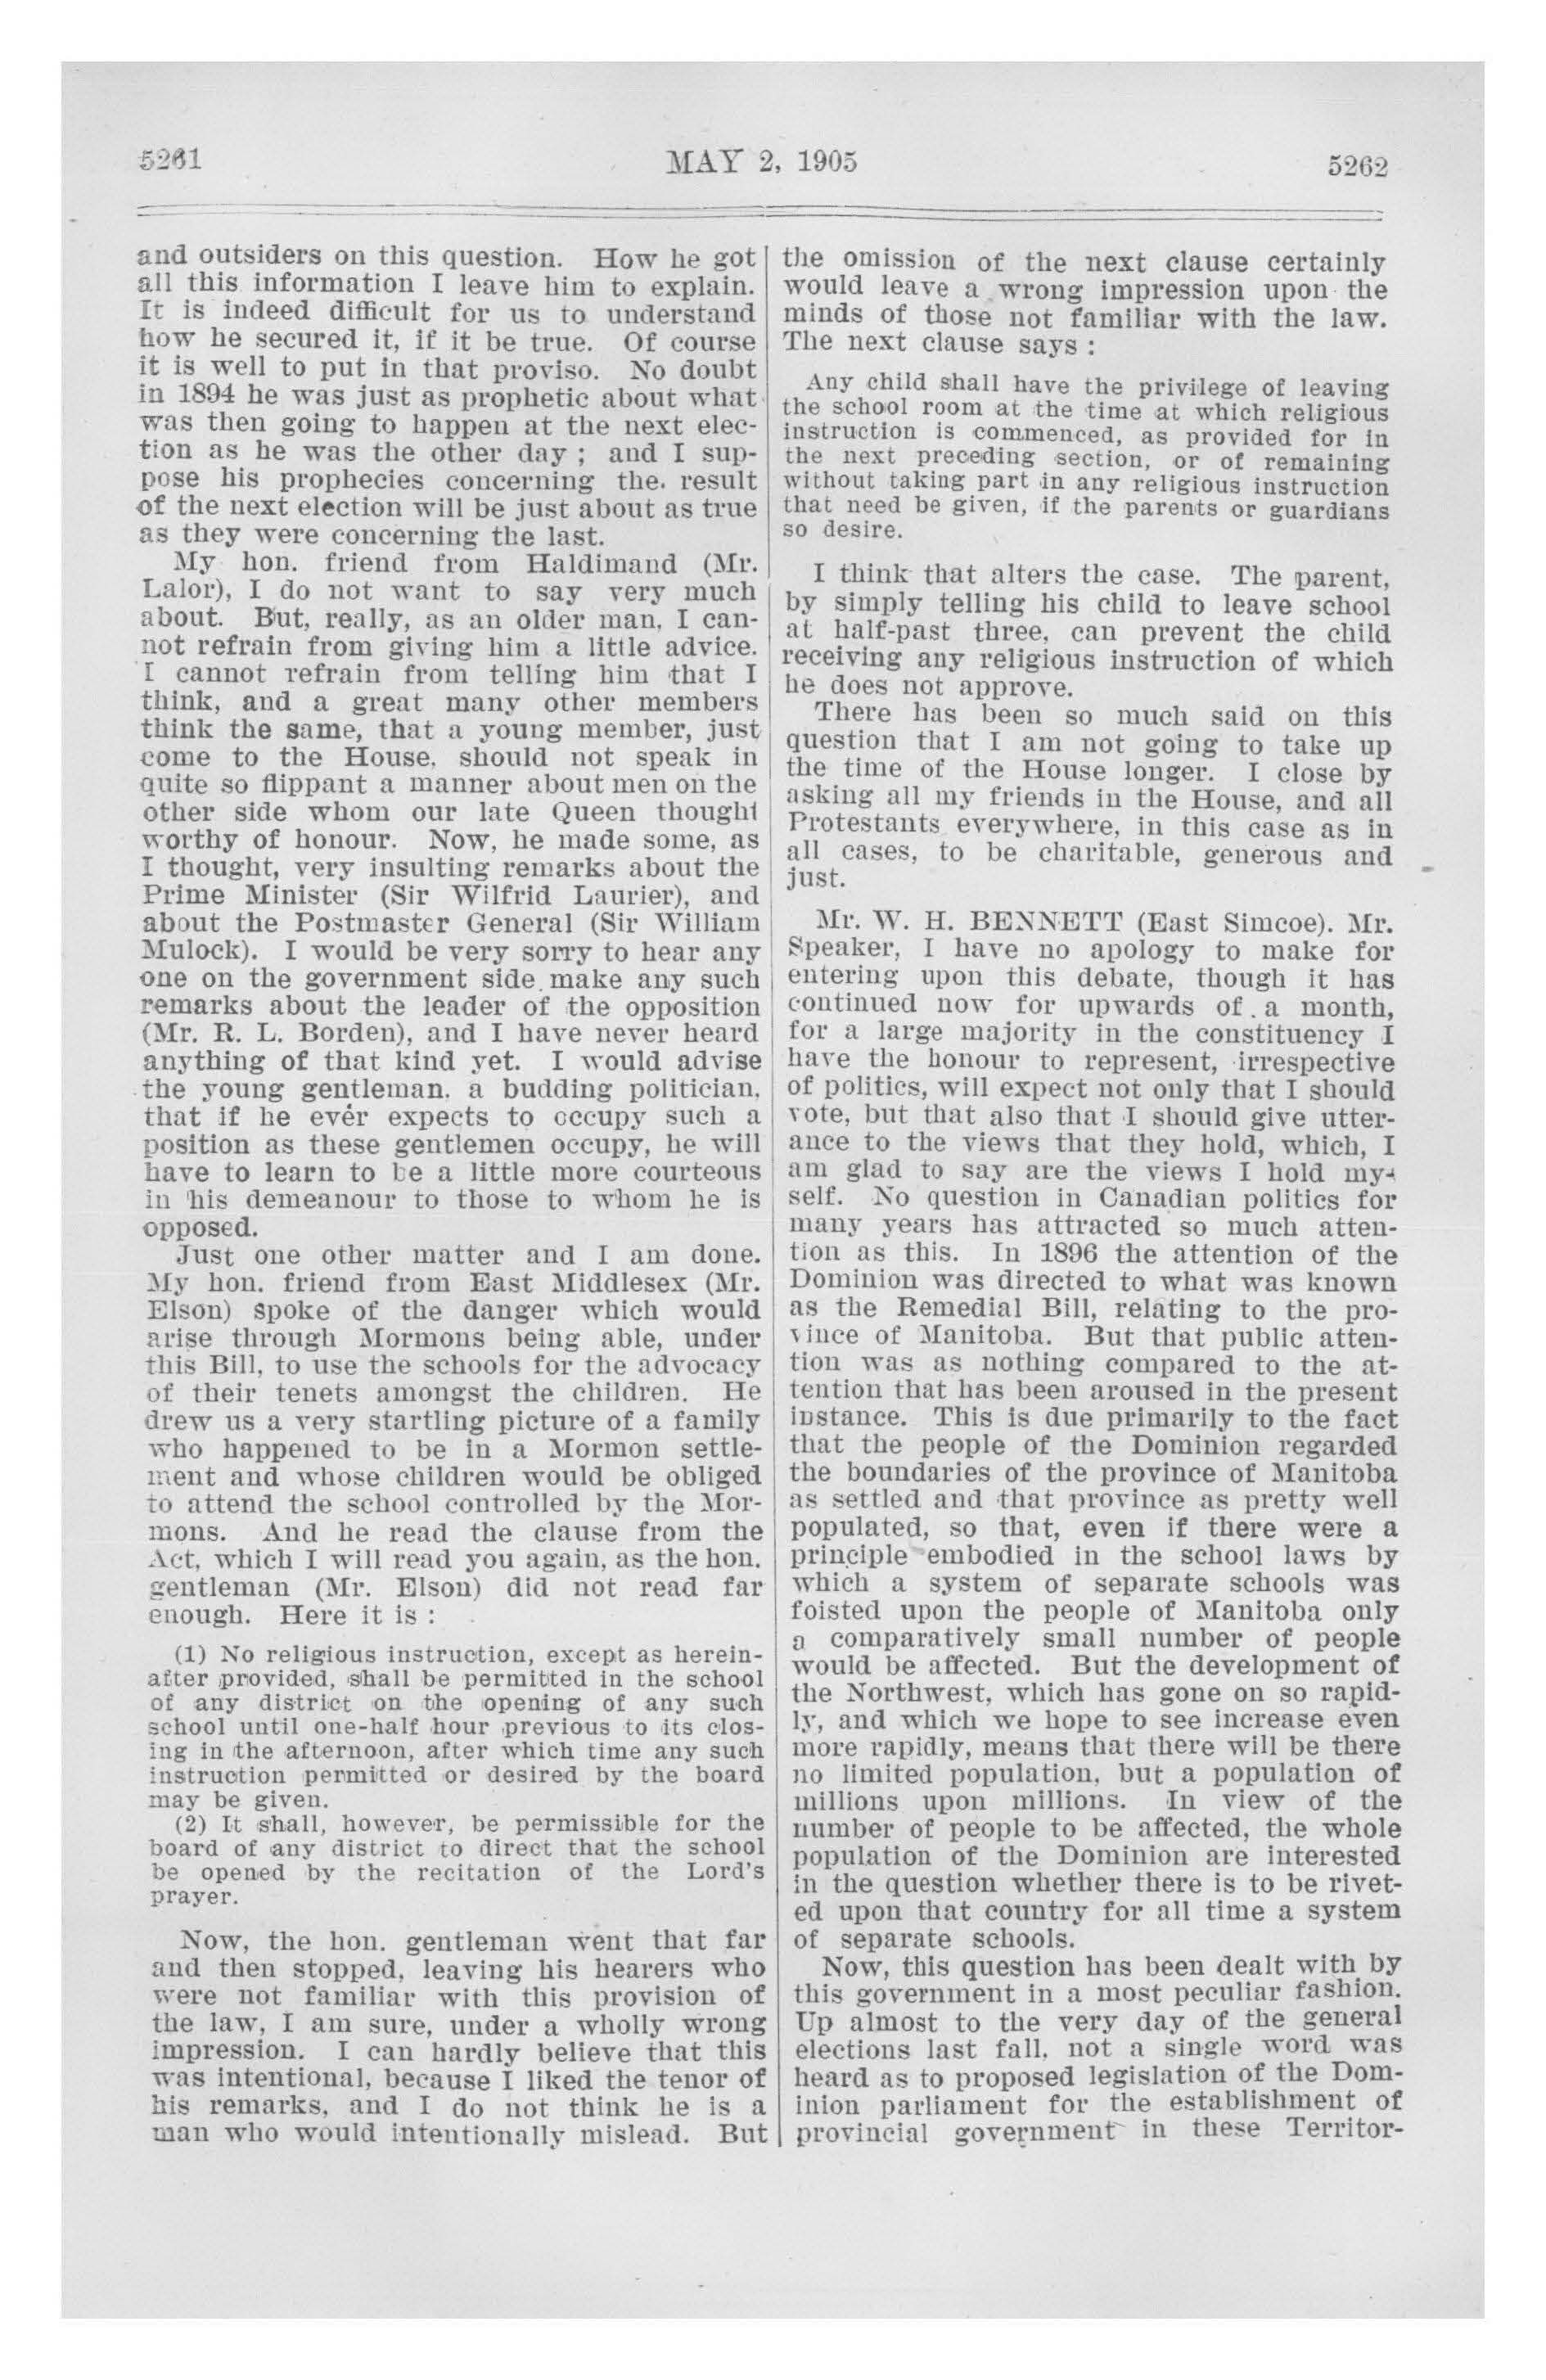 5261
MAY 2, 1905
5262
and outsiders on this question. How he got
all this information I leave him to explain.
It is indeed difficult for us to understand
how he secured it, if it be true. Of course
it is well to put in that proviso. No doubt
in 1894 he was just as prophetic about what
was then going to happen at the next elec-
tion as he was the other day ; and I sup-
pose his prophecies concerning the. result
of the next election will be just about as true
as they were concerning the last.
My hon. friend from Haldimand (Mr.
Lalor), I do not want to say very much
about. But, really, as an older man, I can-
not refrain from giving him a little advice.
I cannot refrain from telling him that I
think, and a great many other members
think the same, that a young member, just
come to the House, should not speak in
quite so flippant a manner about men on the
other side whom our late Queen thought
worthy of honour. Now, he made some, as
I thought, very insulting remarks about the
Prime Minister (Sir Wilfrid Laurier), and
about the Postmaster General (Sir William
Mulock). I would be very sorry to hear any
one on the government side make any such
remarks about the leader of the opposition
(Mr. R. L. Borden), and I have never heard
anything of that kind yet. I would advise
the young gentleman, a budding politician,
that if he ever expects to occupy such a
position as these gentlemen occupy, he will
have to learn to be a little more courteous
in his demeanour to those to whom he is
opposed.
Just one other matter and I am done.
My hon. friend from East Middlesex (Mr.
Elson) spoke of the danger which would
arise through Mormons being able, under
this Bill, to use the schools for the advocacy
of their tenets amongst the children. He
drew us a very startling picture of a family
who happened to be in a Mormon settle-
ment and whose children would be obliged
to attend the school controlled by the Mor-
mons. And he read the clause from the
Act, which I will read you again, as the hon.
gentleman (Mr. Elson) did not read far
enough. Here it is :
(1) No religious instruction, except as herein-
after provided, shall be permitted in the school
of any district on the opening of any such
school until one-half hour previous to its clos-
ing in the afternoon, after which time any such
instruction permitted or desired by the board
may be given.
(2) It shall, however, be permissible for the
board of any district to direct that the school
be opened by the recitation of the Lord's
prayer.
Now, the hon. gentleman went that far
and then stopped, leaving his hearers who
were not familiar with this provision of
the law, I am sure, under a wholly wrong
impression. I can hardly believe that this
was intentional, because I liked the tenor of
his remarks, and I do not think he is a
man who would intentionally mislead. But
the omission of the next clause certainly
would leave a wrong impression upon the
minds of those not familiar with the law.
The next clause says :
Any child shall have the privilege of leaving
the school room at the time at which religious
instruction is commenced, as provided for in
the next preceding section, or of remaining
without taking part in any religious instruction
that need be given, if the parents or guardians
so desire.
I think that alters the case. The parent,
by simply telling his child to leave school
at half-past three, can prevent the child
receiving any religious instruction of which
he does not approve.
There has been so much said on this
question that I am not going to take up
the time of the House longer. I close by
asking all my friends in the House, and all
Protestants everywhere, in this case as in
all cases, to be charitable, generous and
just.
Mr. W. H. BENNETT (East Simcoe). Mr.
Speaker, I have no apology to make for
entering upon this debate, though it has
continued now for upwards of a month,
for a large majority in the constituency I
have the honour to represent, irrespective
of politics, will expect not only that I should
vote, but that also that I should give utter-
ance to the views that they hold, which, I
am glad to say are the views I hold my-
self. No question in Canadian politics for
many years has attracted so much atten-
tion as this. In 1896 the attention of the
Dominion was directed to what was known
as the Remedial Bill, relating to the pro-
vince of Manitoba. But that public atten-
tion was as nothing compared to the at-
tention that has been aroused in the present
instance. This is due primarily to the fact
that the people of the Dominion regarded
the boundaries of the province of Manitoba
as settled and that province as pretty well
populated, so that, even if there were a
principle embodied in the school laws by
which a system of separate schools was
foisted upon the people of Manitoba only
a comparatively small number of people
would be affected. But the development of
the Northwest, which has gone on so rapid-
ly, and which we hope to see increase even
more rapidly, means that there will be there
no limited population, but a population of
millions upon millions. In view of the
number of people to be affected, the whole
population of the Dominion are interested
in the question whether there is to be rivet-
ed upon that country for all time a system
of separate schools.
Now, this question has been dealt with by
this government in a most peculiar fashion.
Up almost to the very day of the general
elections last fall, not a single word was
heard as to proposed legislation of the Dom-
inion parliament for the establishment of
provincial government in these Territor-